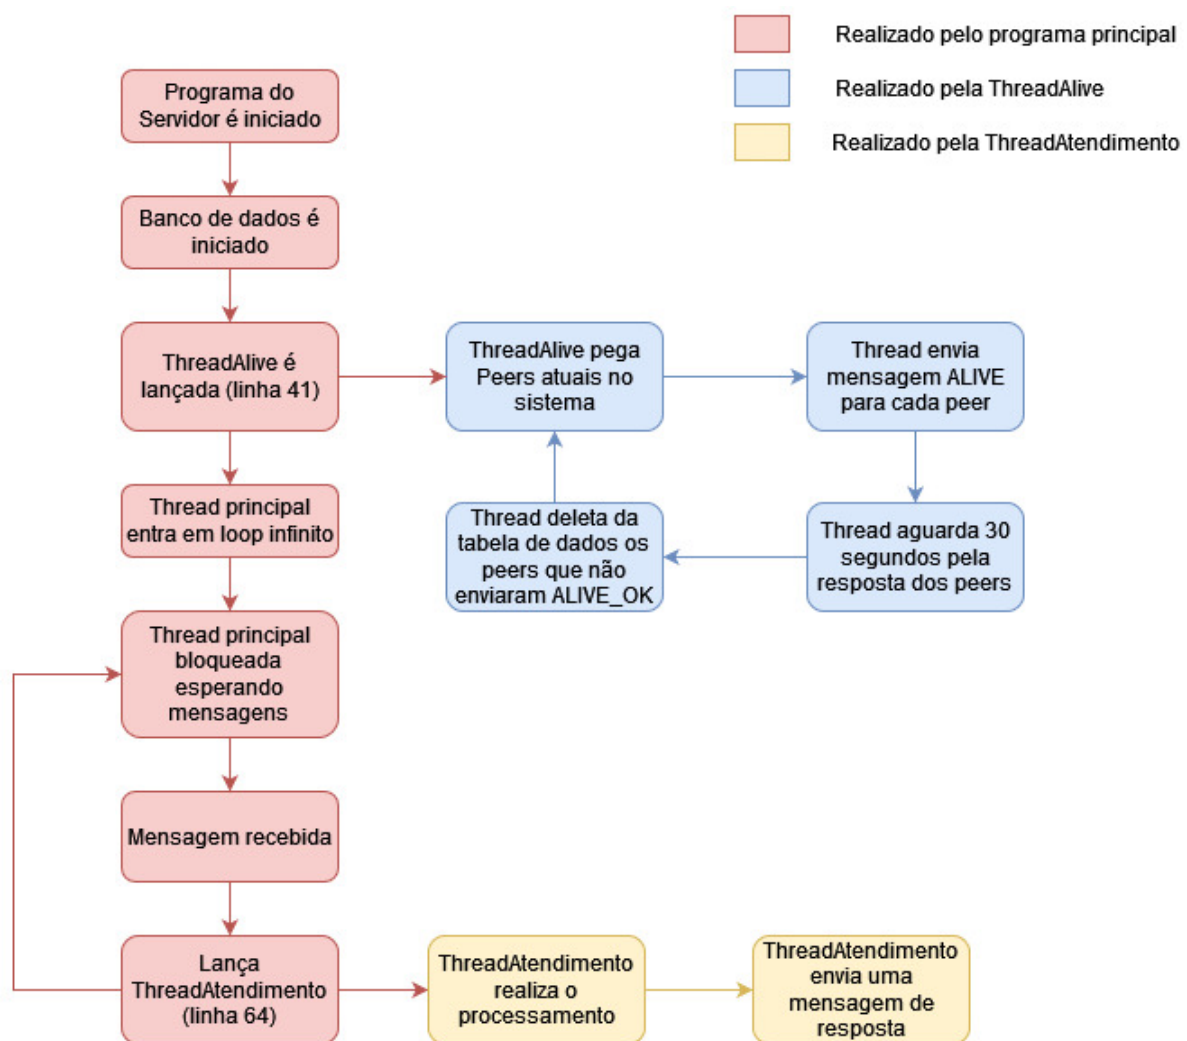 Realizado pelo programa principal
Realizado pela ThreadAlive
Realizado pela ThreadAtendimento
Programa do
Servidor é iniciado
Banco de dados é
iniciado
ThreadAlive é
lançada (linha 41)
ThreadAlive pega
Peers atuais no
sistema
Thread envia
mensagem ALIVE
para cada peer
Thread aguarda 30
segundos pela
resposta dos peers
Thread deleta da
tabela de dados os
peers que não
enviaram ALIVE_OK
Thread principal
entra em loop infinito
Thread principal
bloqueada
esperando
mensagens
Mensagem recebida
Lança
ThreadAtendimento
(linha 64)
ThreadAtendimento
realiza o
processamento
ThreadAtendimento
envia uma
mensagem de
resposta